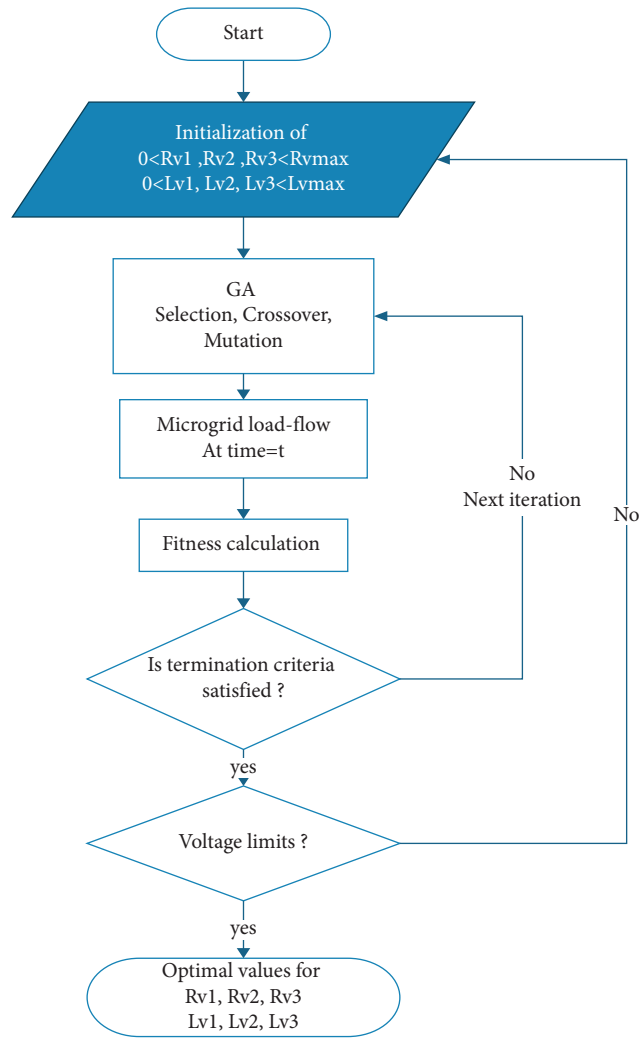 Start
Initialization of
0<Rv1 ,Rv2 ,Rv3<Rvmax
0<Lv1, Lv2, Lv3<Lvmax
GA
Selection, Crossover,
Mutation
Microgrid load-flow
At time=t
No
Next iteration
No
Fitness calculation
Is termination criteria
satisfied ?
yes
Voltage limits ?
yes
Optimal values for
Rv1, Rv2, Rv3
Lv1, Lv2, Lv3